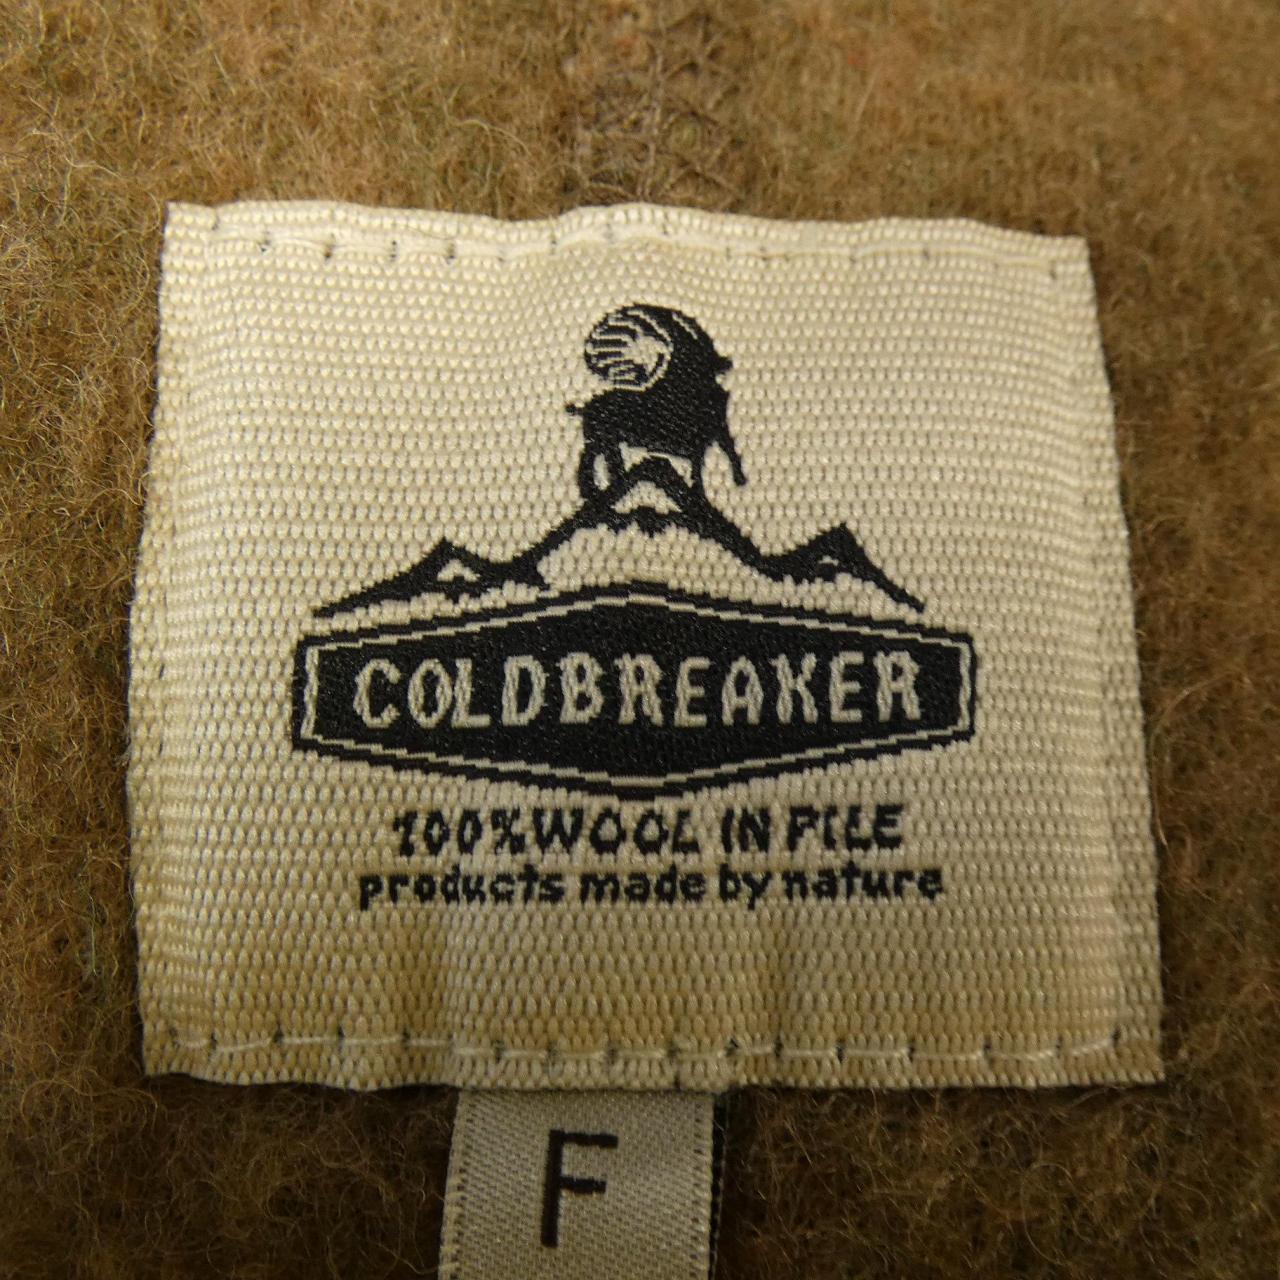 COLDBREAKER
100%WOOL IN PILE
products made by nature
F